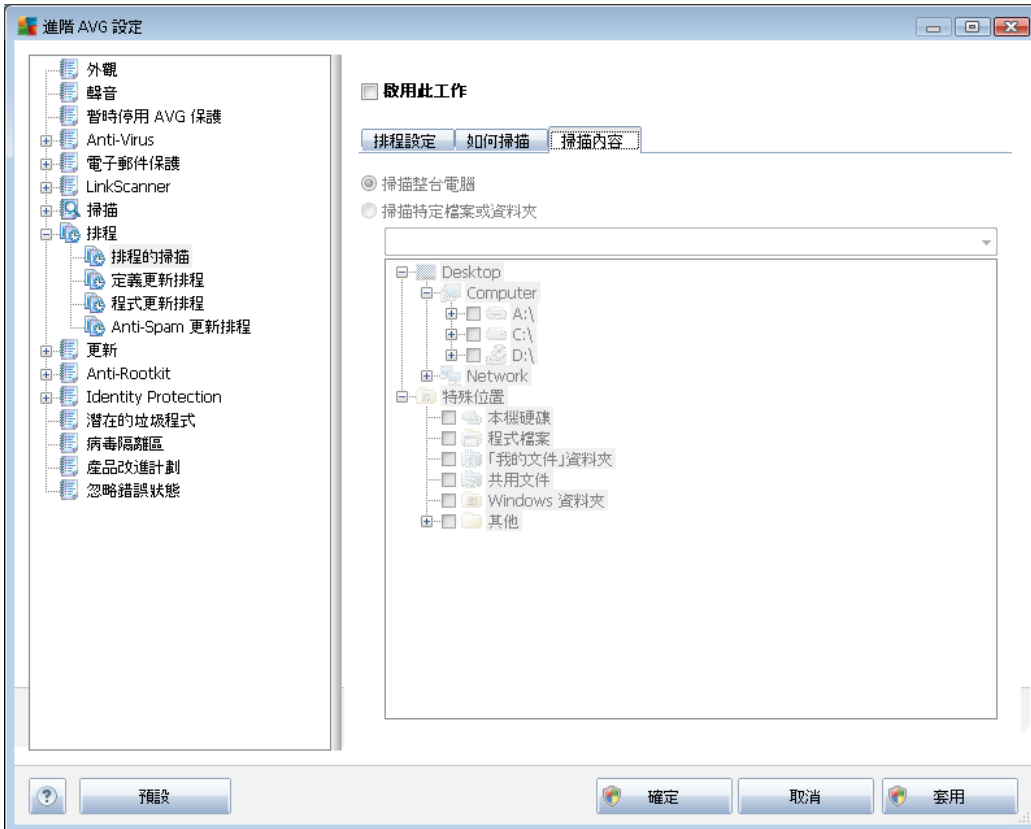 進階 AVG 設定
外觀
聲音
暫時停用 AVG 保護
Anti-Virus
電子郵件保護
LinkScanner
掃描
排程
排程的掃描
定義更新排程
程式更新排程
Anti-Spam 更新排程
更新
Anti-Rootkit
Identity Protection
潛在的垃圾程式
病毒隔離區
產品改進計劃
忽略錯誤狀態
啟用此工作
排程設定 如何掃描 掃描內容
掃描整台電腦
掃描特定檔案或資料夾
Desktop
Computer
A:\
C:\
D:\
Network
特殊位置
本機硬碟
程式檔案
「我的文件」資料夾
共用文件
Windows 資料夾
其他
? 預設 確定 取消 套用